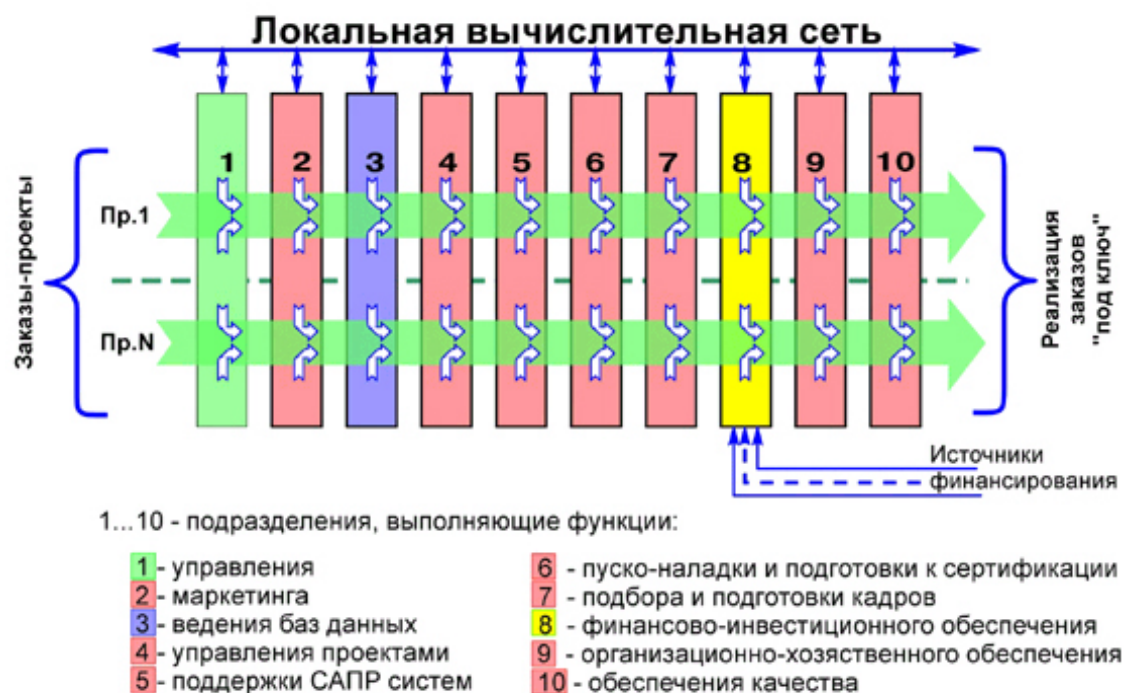 Локальная вычислительная сеть
1 2 3 4 5 6 7 8 9 10
Заказы-проекты
Пр.1
Пр.N
Реализация
заказов
"под ключ"
Источники
финансирования
1...10 - подразделения, выполняющие функции:
1 - управления
2 - маркетинга
3 - ведения баз данных
4 - управления проектами
5 - поддержки САПР систем
6 - пуско-наладки и подготовки к сертификации
7 - подбора и подготовки кадров
8 - финансово-инвестиционного обеспечения
9 - организационно-хозяственного обеспечения
10 - обеспечения качества